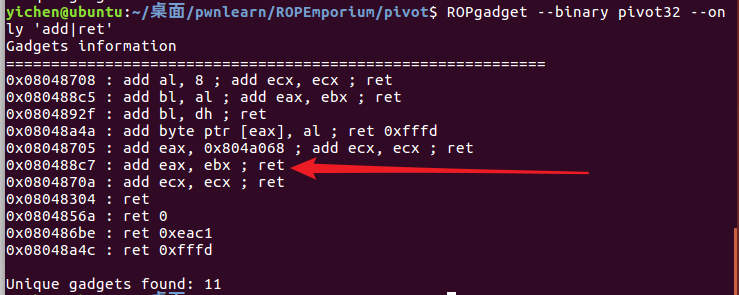 yichen@ubuntu:~/桌面/pwnlearn/ROPEmporium/pivot$ ROPgadget --binary pivot32 --on
ly 'add|ret'
Gadgets information
============================================================
0x08048708 : add al, 8 ; add ecx, ecx ; ret
0x080488c5 : add bl, al ; add eax, ebx ; ret
0x0804892f : add bl, dh ; ret
0x08048a4a : add byte ptr [eax], al ; ret 0xfffd
0x08048705 : add eax, 0x804a068 ; add ecx, ecx ; ret
0x080488c7 : add eax, ebx ; ret
0x0804870a : add ecx, ecx ; ret
0x08048304 : ret
0x0804856a : ret 0
0x080486be : ret 0xeac1
0x08048a4c : ret 0xfffd
Unique gadgets found: 11